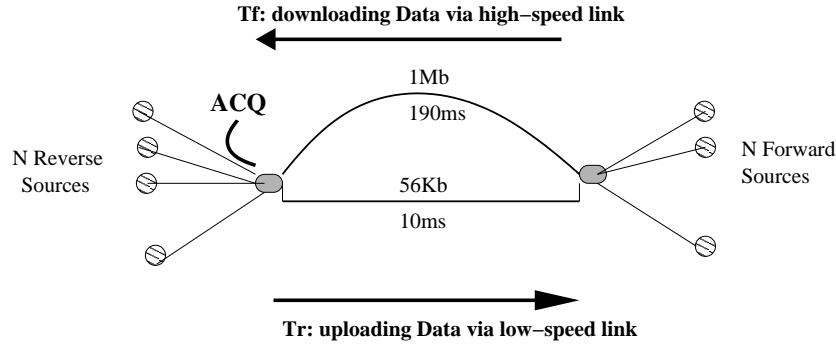 Tf: downloading Data via high−speed link
1Mb
190ms
ACQ
N Reverse
Sources
N Forward
Sources
56Kb
10ms
Tr: uploading Data via low−speed link